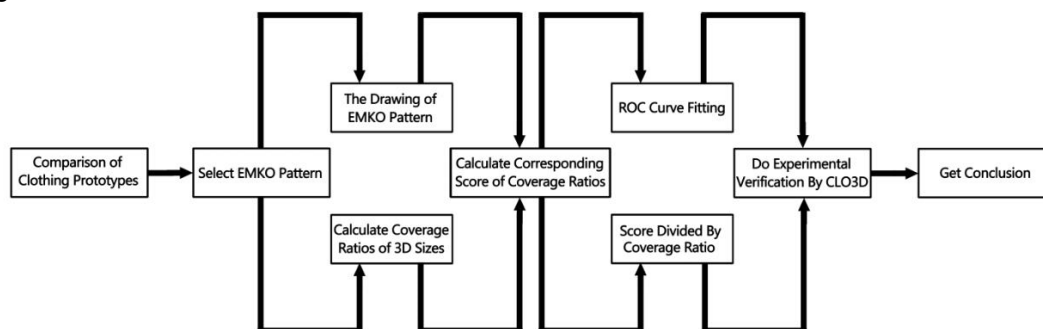 Comparison of
Clothing Prototypes
Select EMKO Pattern
The Drawing of
EMKO Pattern
Calculate Coverage
Ratios of 3D Sizes
Calculate Corresponding
Score of Coverage Ratios
ROC Curve Fitting
Score Divided By
Coverage Ratio
Do Experimental
Verification By CLO3D
Get Conclusion